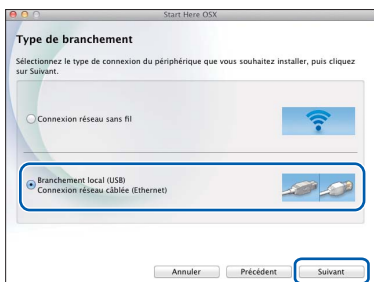 Start Here OSX
Type de branchement
Sélectionnez le type de connexion du périphérique que vous souhaitez installer, puis cliquez
sur Suivant.
Connexion réseau sans fil
Branchement local (USB)
Connexion réseau câblée (Ethernet)
Annuler Précédent Suivant